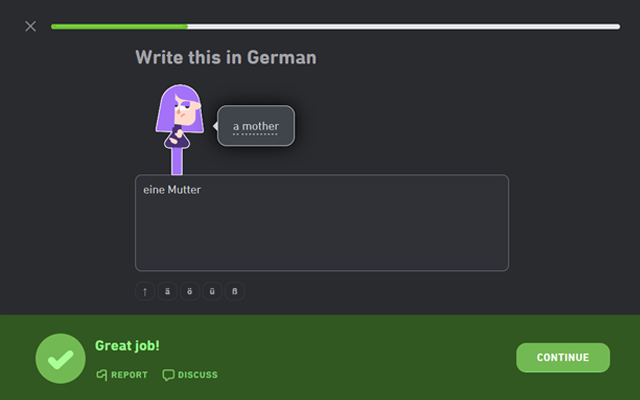 Write this in German
a mother
eine Mutter
↑ ä ö ü ß
Great job!
REPORT DISCUSS
CONTINUE